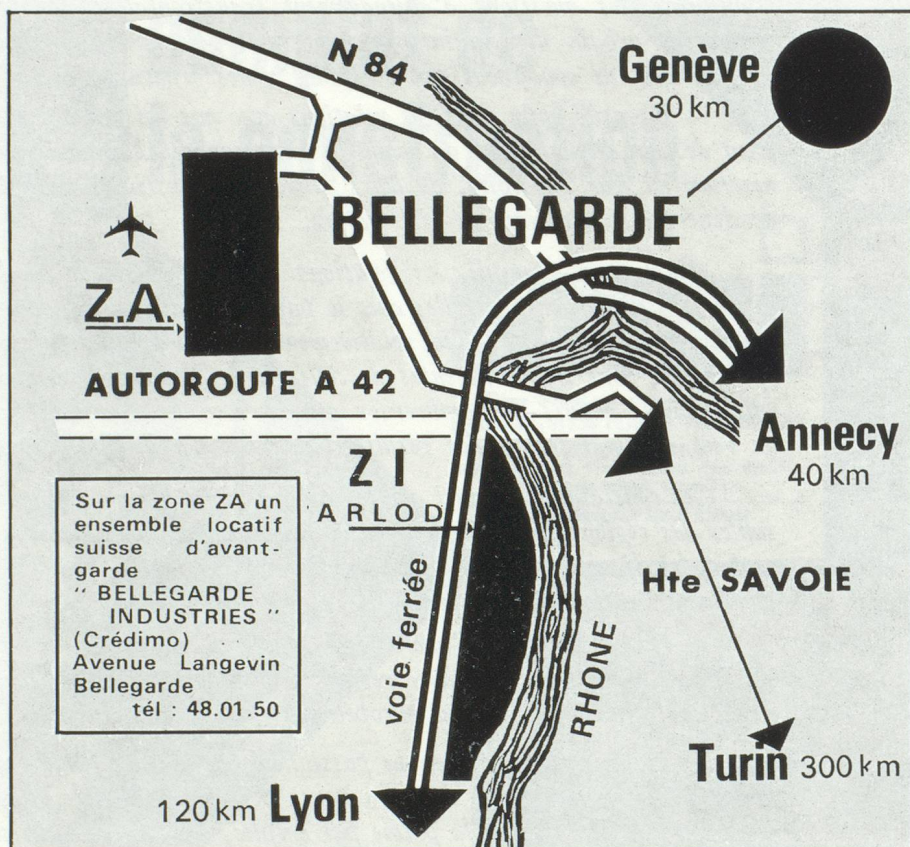 N 84
Genève
30 km
BELLEGARDE
Z.A.
AUTOROUTE A 42
Annecy
40 km
Z I
ARLOD
Sur la zone ZA un
ensemble locatif
suisse d'avant-
garde
" BELLEGARDE
INDUSTRIES "
(Crédimo)
Avenue Langevin
Bellegarde
tél : 48.01.50
voie ferrée
Hte SAVOIE
RHONE
Turin 300 km
120 km Lyon